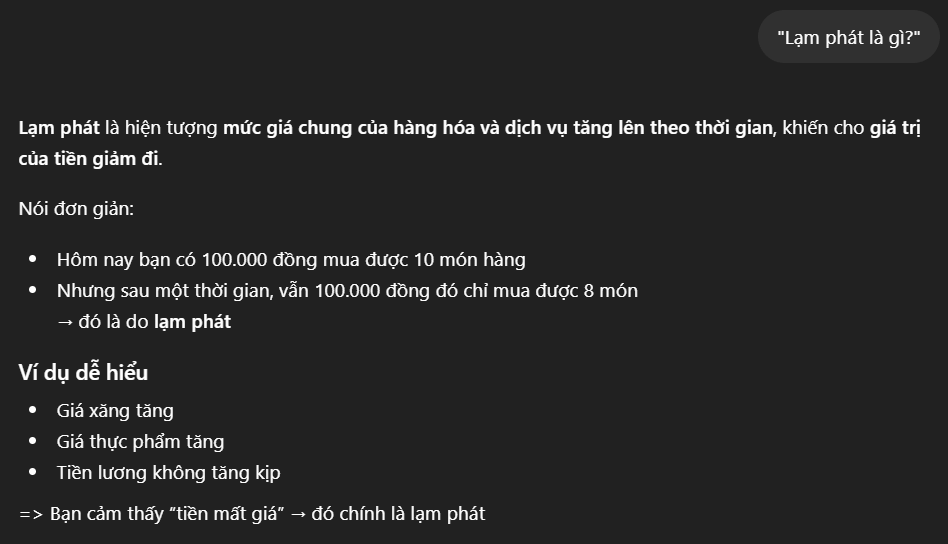 "Lạm phát là gì?"
Lạm phát là hiện tượng mức giá chung của hàng hóa và dịch vụ tăng lên theo thời gian, khiến cho giá trị
của tiền giảm đi.
Nói đơn giản:
• Hôm nay bạn có 100.000 đồng mua được 10 món hàng
• Nhưng sau một thời gian, vẫn 100.000 đồng đó chỉ mua được 8 món
→ đó là do lạm phát
Ví dụ dễ hiểu
• Giá xăng tăng
• Giá thực phẩm tăng
• Tiền lương không tăng kịp
=> Bạn cảm thấy “tiền mất giá” → đó chính là lạm phát